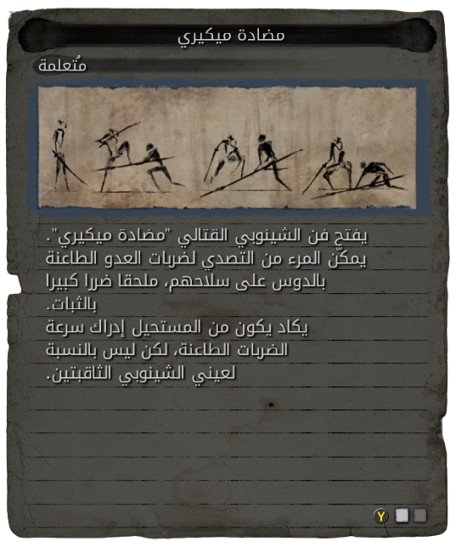 مضادة ميكيري
مُتعلمة
يفتح فن الشينوبي القتالي "مضادة ميكيري".
يمكّن المرء من التصدي لضربات العدو الطاعنة
بالدوس على سلاحهم، ملحقا ضررا كبيرا
بالثبات.
يكاد يكون من المستحيل إدراك سرعة
الضربات الطاعنة، لكن ليس بالنسبة
لعيني الشينوبي الثاقبتين.
Y